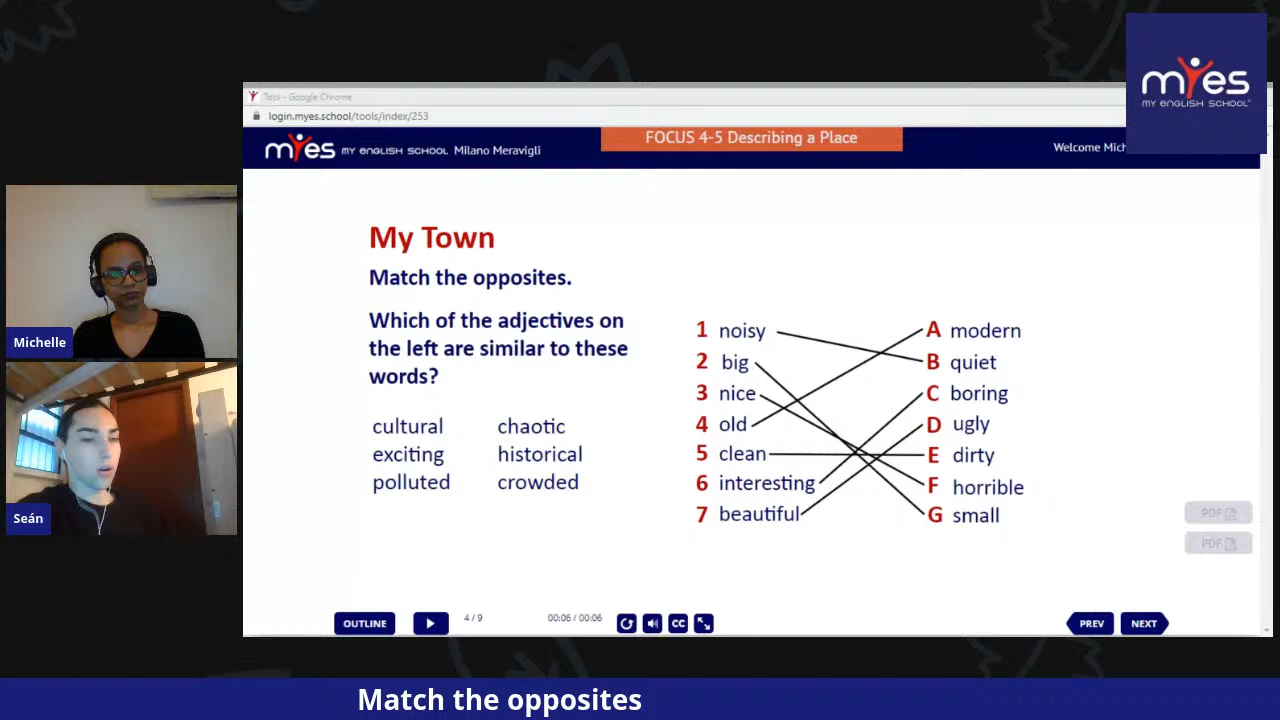 myes
MY ENGLISH SCHOOL
Tool - Google Chrome
login.myes.school/tools/index/253
myes MY ENGLISH SCHOOL Milano Meravigli
FOCUS 4-5 Describing a Place
Welcome Mich
My Town
Match the opposites.
Which of the adjectives on
the left are similar to these
words?
cultural chaotic
exciting historical
polluted crowded
1 noisy A modern
2 big B quiet
3 nice C boring
4 old D ugly
5 clean E dirty
6 interesting F horrible
7 beautiful G small
PDF
PDF
OUTLINE 4 / 9 00:06 / 00:06 CC PREV NEXT
Michelle
Seán
Match the opposites